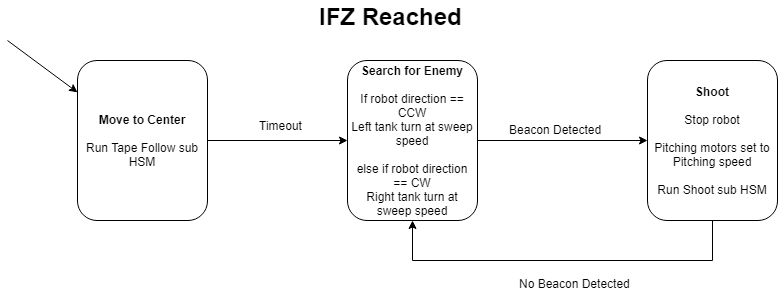 IFZ Reached
Move to Center
Run Tape Follow sub
HSM
Timeout
Search for Enemy
If robot direction ==
CCW
Left tank turn at sweep
speed
else if robot direction
== CW
Right tank turn at
sweep speed
Beacon Detected
Shoot
Stop robot
Pitching motors set to
Pitching speed
Run Shoot sub HSM
No Beacon Detected